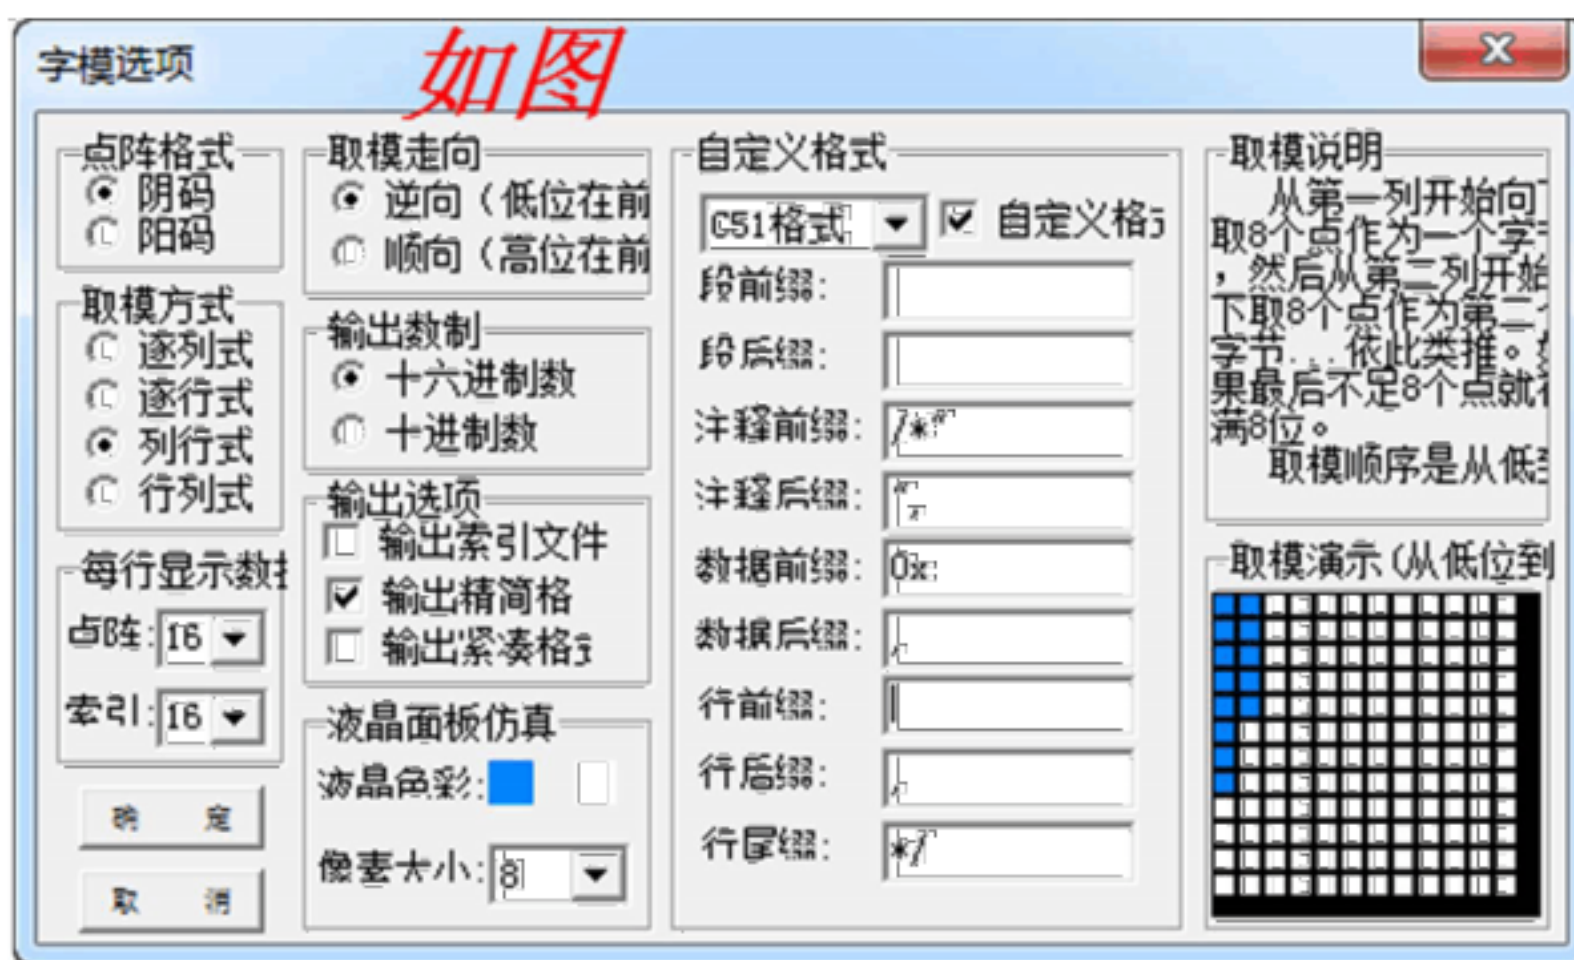 字模选项
如图
点阵格式
阴码
阳码
取模方式
逐列式
逐行式
列行式
行列式
每行显示数
点阵:16
索引:16
确 定
取 消
取模走向
逆向（低位在前
顺向（高位在前
输出数制
十六进制数
十进制数
输出选项
输出索引文件
输出精简格
输出紧凑格
液晶面板仿真
液晶色彩:
像素大小:8
自定义格式
C51格式
自定义格
段前缀:
段后缀:
注释前缀: /*"
注释后缀: ",
数据前缀: 0x
数据后缀: ,
行前缀:
行后缀: ,
行尾缀: */
取模说明
从第一列开始向
取8个点作为一个字
，然后从第二列开始
下取8个点作为第二
字节...依此类推。
果最后不足8个点就
满8位。
取模顺序是从低
取模演示(从低位到